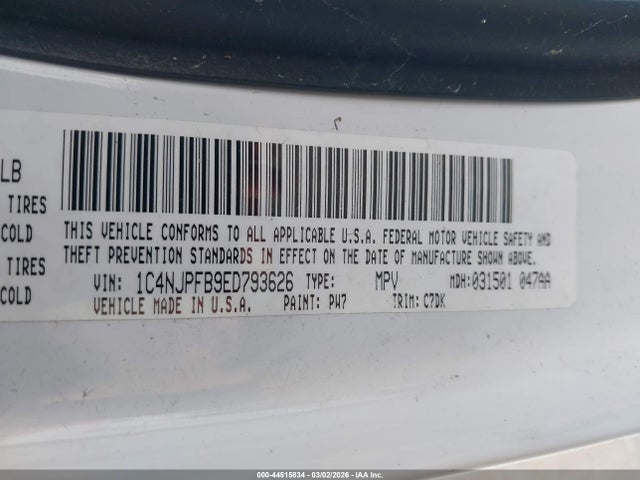 LB
TIRES
COLD
TIRES
COLD
THIS VEHICLE CONFORMS TO ALL APPLICABLE U.S.A. FEDERAL MOTOR VEHICLE SAFETY AND
THEFT PREVENTION STANDARDS IN EFFECT ON THE DATE OF MANUFACTURE SHOWN ABOVE.
VIN: 1C4NJPFB9ED793626 TYPE: MPV MDH: 031501 047AA
VEHICLE MADE IN U.S.A. PAINT: PW7 TRIM: C7DK
000-44515834 | 03/02/2026 - IAA Inc.